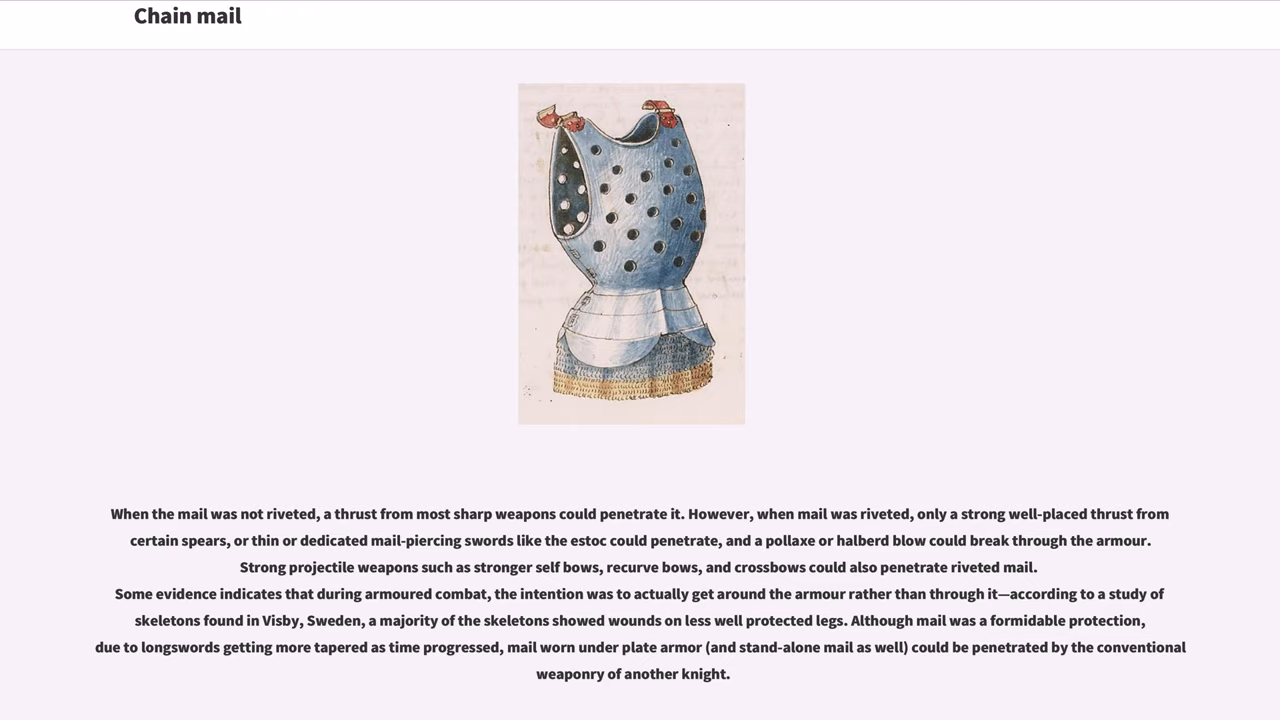 Chain mail
When the mail was not riveted, a thrust from most sharp weapons could penetrate it. However, when mail was riveted, only a strong well-placed thrust from
certain spears, or thin or dedicated mail-piercing swords like the estoc could penetrate, and a pollaxe or halberd blow could break through the armour.
Strong projectile weapons such as stronger self bows, recurve bows, and crossbows could also penetrate riveted mail.
Some evidence indicates that during armoured combat, the intention was to actually get around the armour rather than through it—according to a study of
skeletons found in Visby, Sweden, a majority of the skeletons showed wounds on less well protected legs. Although mail was a formidable protection,
due to longswords getting more tapered as time progressed, mail worn under plate armor (and stand-alone mail as well) could be penetrated by the conventional
weaponry of another knight.